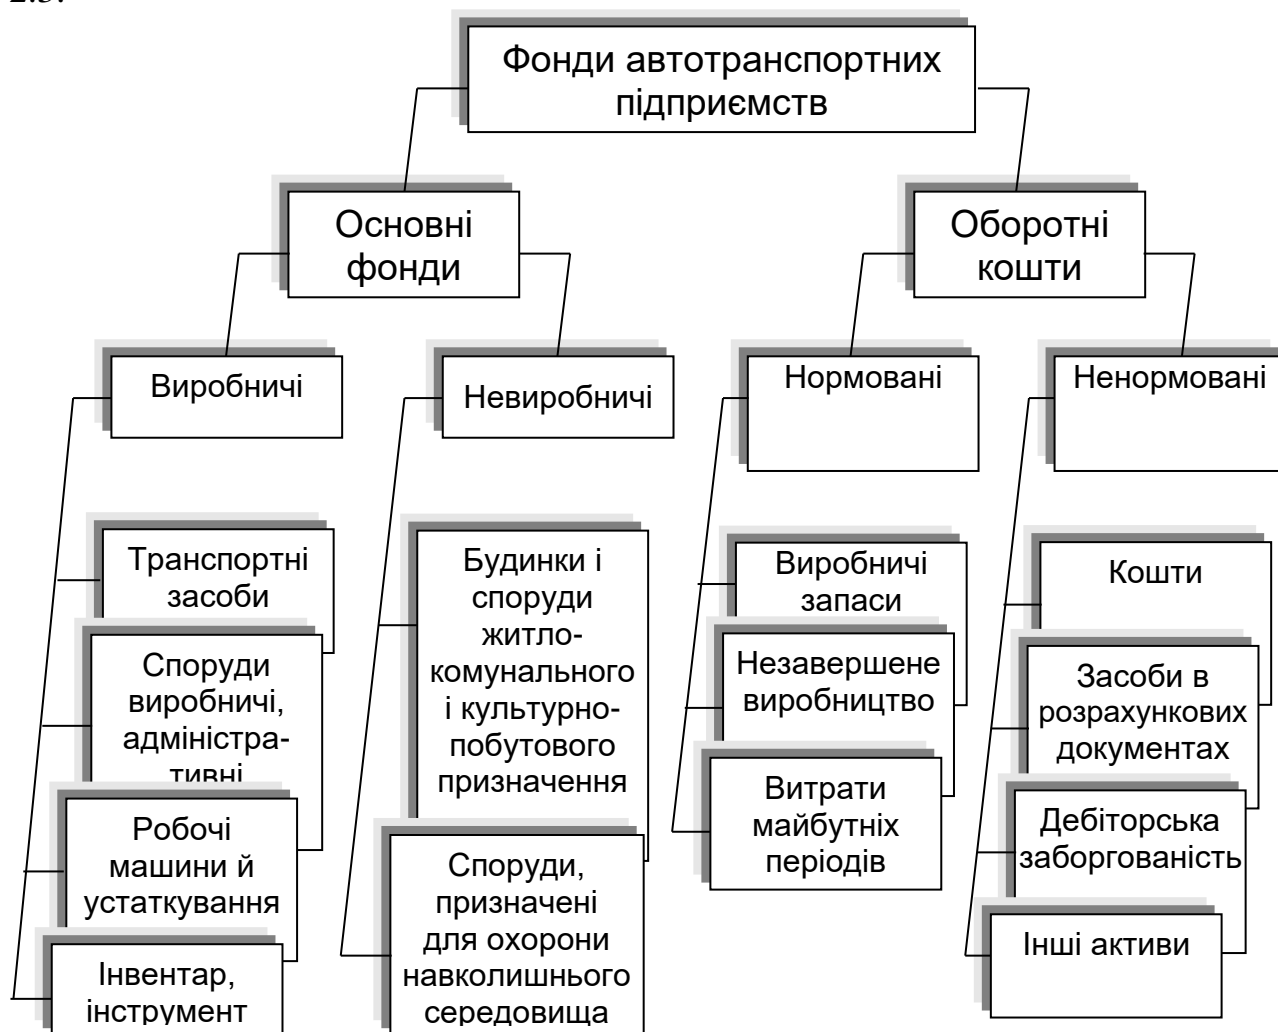 Фонди автотранспортних
підприємств
Основні
фонди
Оборотні
кошти
Виробничі
Невиробничі
Нормовані
Ненормовані
Транспортні
засоби
Споруди
виробничі,
адміністра-
тивні
Робочі
машини й
устаткування
Інвентар,
інструмент
Будинки і
споруди
житло-
комунального
і культурно-
побутового
призначення
Споруди,
призначені
для охорони
навколишнього
середовища
Виробничі
запаси
Незавершене
виробництво
Витрати
майбутніх
періодів
Кошти
Засоби в
розрахункових
документах
Дебіторська
заборгованість
Інші активи